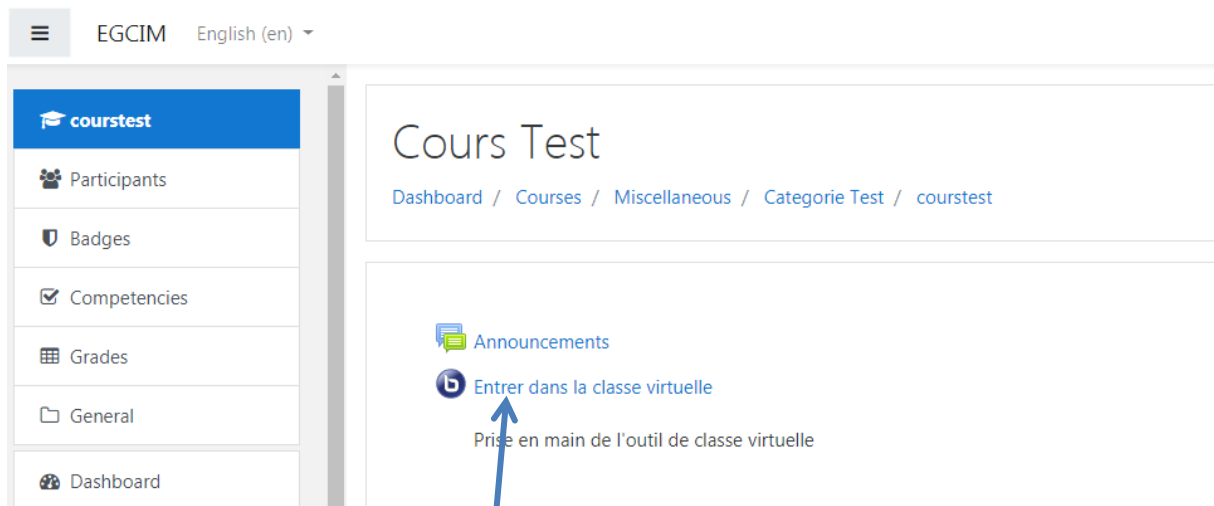 EGCIM English (en)
courstest
Participants
Badges
Competencies
Grades
General
Dashboard
Cours Test
Dashboard / Courses / Miscellaneous / Categorie Test / courstest
Announcements
b Entrer dans la classe virtuelle
Prise en main de l'outil de classe virtuelle